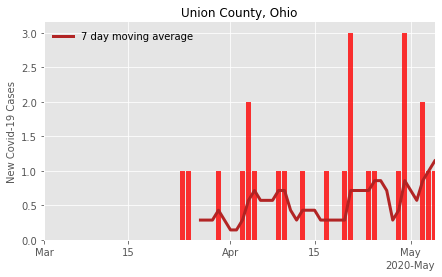 Union County, Ohio
7 day moving average
New Covid-19 Cases
3.0
2.5
2.0
1.5
1.0
0.5
0.0
Mar 15 Apr 15 May
2020-May